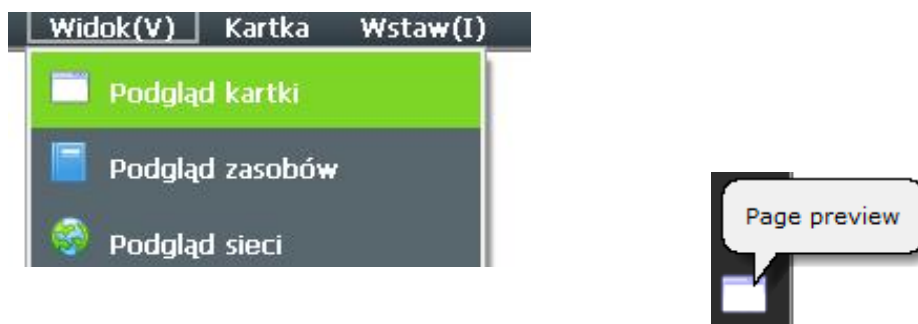 Widok(V) Kartka Wstaw(I)
Podgląd kartki
Podgląd zasobów
Podgląd sieci
Page preview